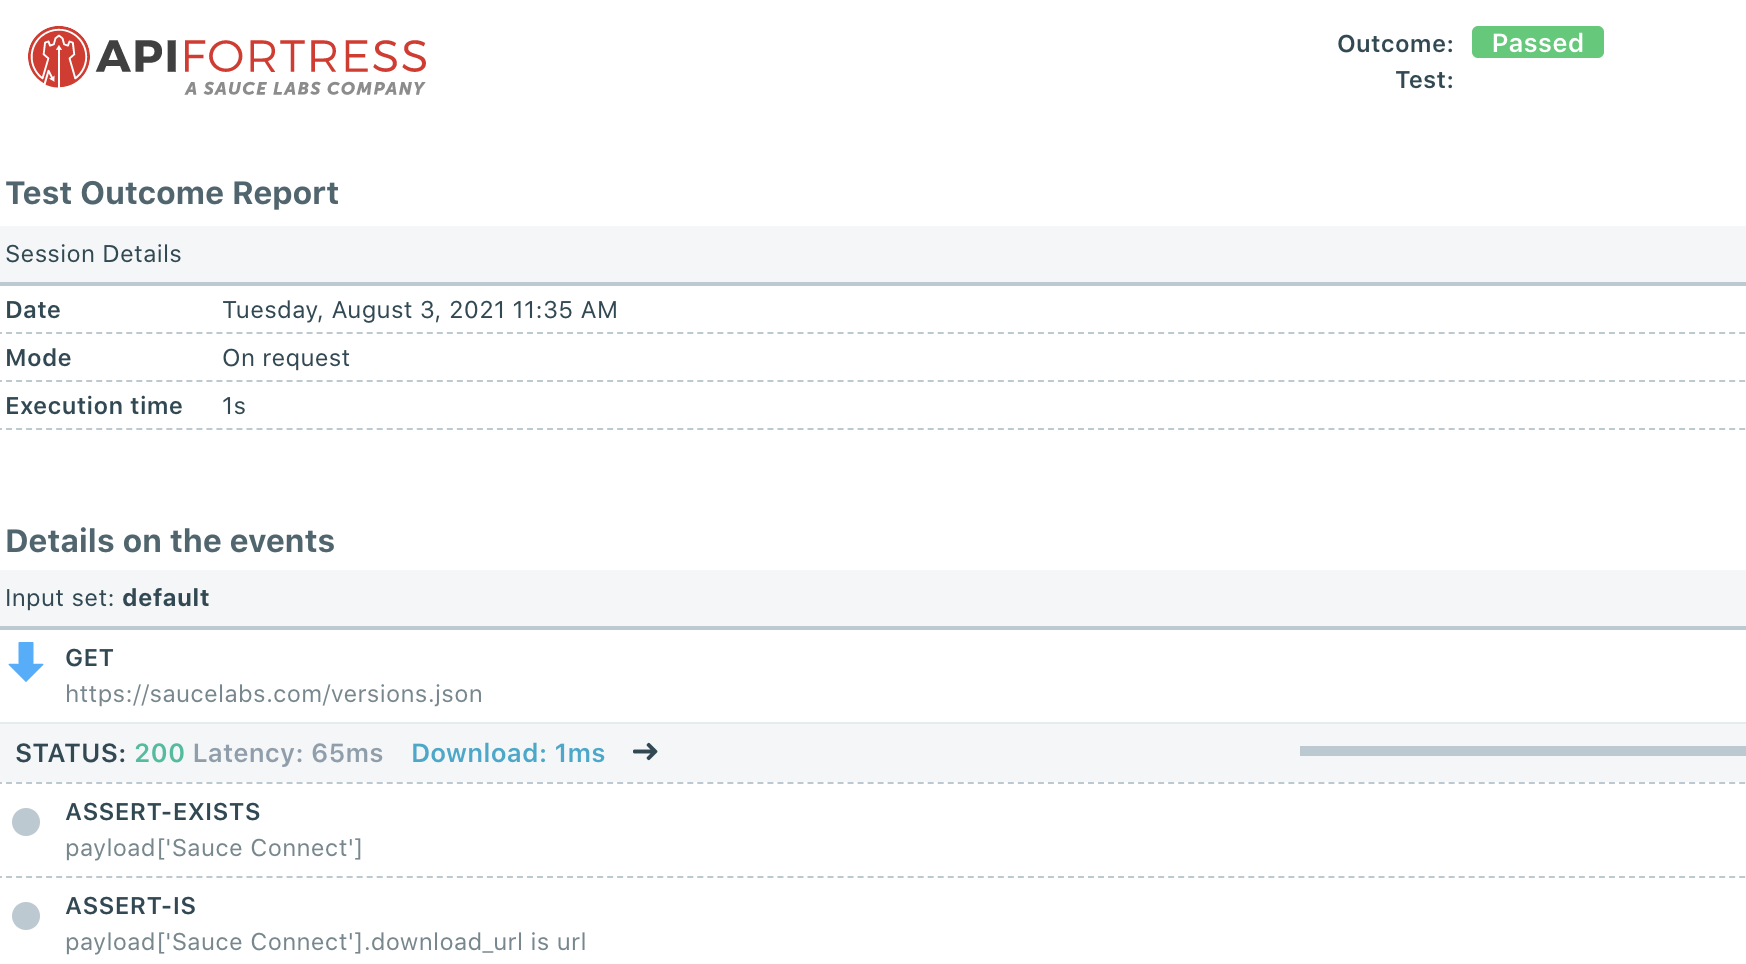 APIFORTRESS
A SAUCE LABS COMPANY
Outcome: Passed
Test:
Test Outcome Report
Session Details
Date Tuesday, August 3, 2021 11:35 AM
Mode On request
Execution time 1s
Details on the events
Input set: default
GET
https://saucelabs.com/versions.json
STATUS: 200 Latency: 65ms Download: 1ms →
ASSERT-EXISTS
payload['Sauce Connect']
ASSERT-IS
payload['Sauce Connect'].download_url is url